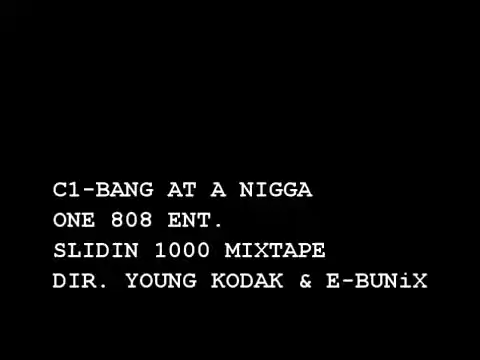 C1-BANG AT A NIGGA
ONE 808 ENT.
SLIDIN 1000 MIXTAPE
DIR. YOUNG KODAK & E-BUNiX